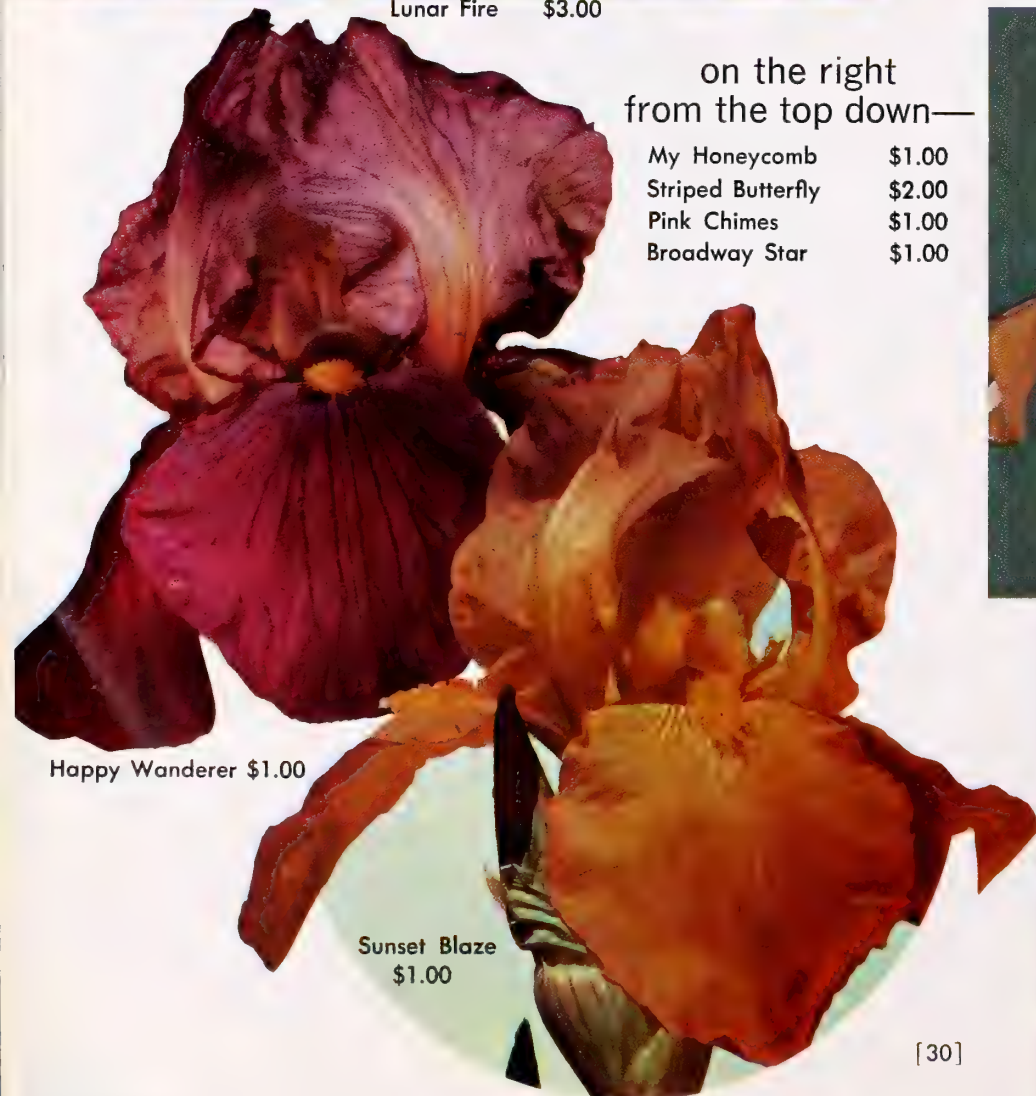 Lunar Fire $3.00
on the right
from the top down—
My Honeycomb $1.00
Striped Butterfly $2.00
Pink Chimes $1.00
Broadway Star $1.00
Happy Wanderer $1.00
Sunset Blaze
$1.00
[30]